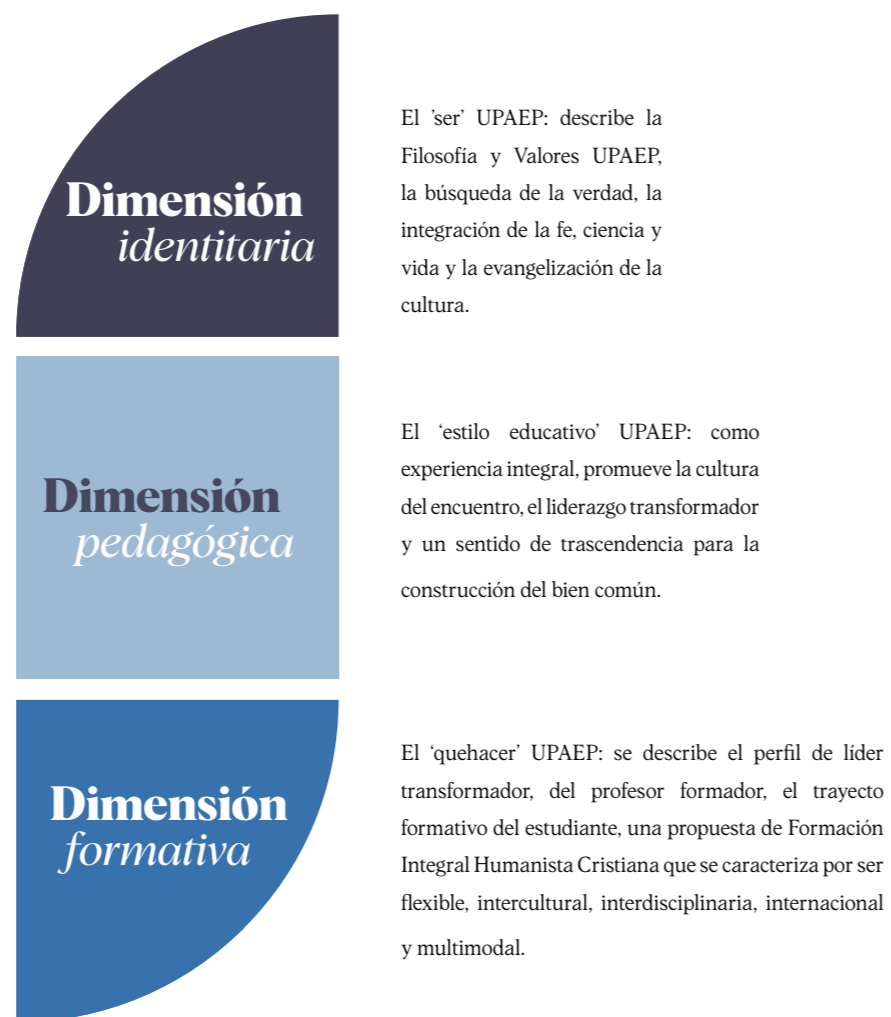 Dimensión
identitaria
El ’ser’ UPAEP: describe la
Filosofía y Valores UPAEP,
la búsqueda de la verdad, la
integración de la fe, ciencia y
vida y la evangelización de la
cultura.
Dimensión
pedagógica
El ‘estilo educativo’ UPAEP: como
experiencia integral, promueve la cultura
del encuentro, el liderazgo transformador
y un sentido de trascendencia para la
construcción del bien común.
Dimensión
formativa
El ‘quehacer’ UPAEP: se describe el perfil de líder
transformador, del profesor formador, el trayecto
formativo del estudiante, una propuesta de Formación
Integral Humanista Cristiana que se caracteriza por ser
flexible, intercultural, interdisciplinaria, internacional
y multimodal.